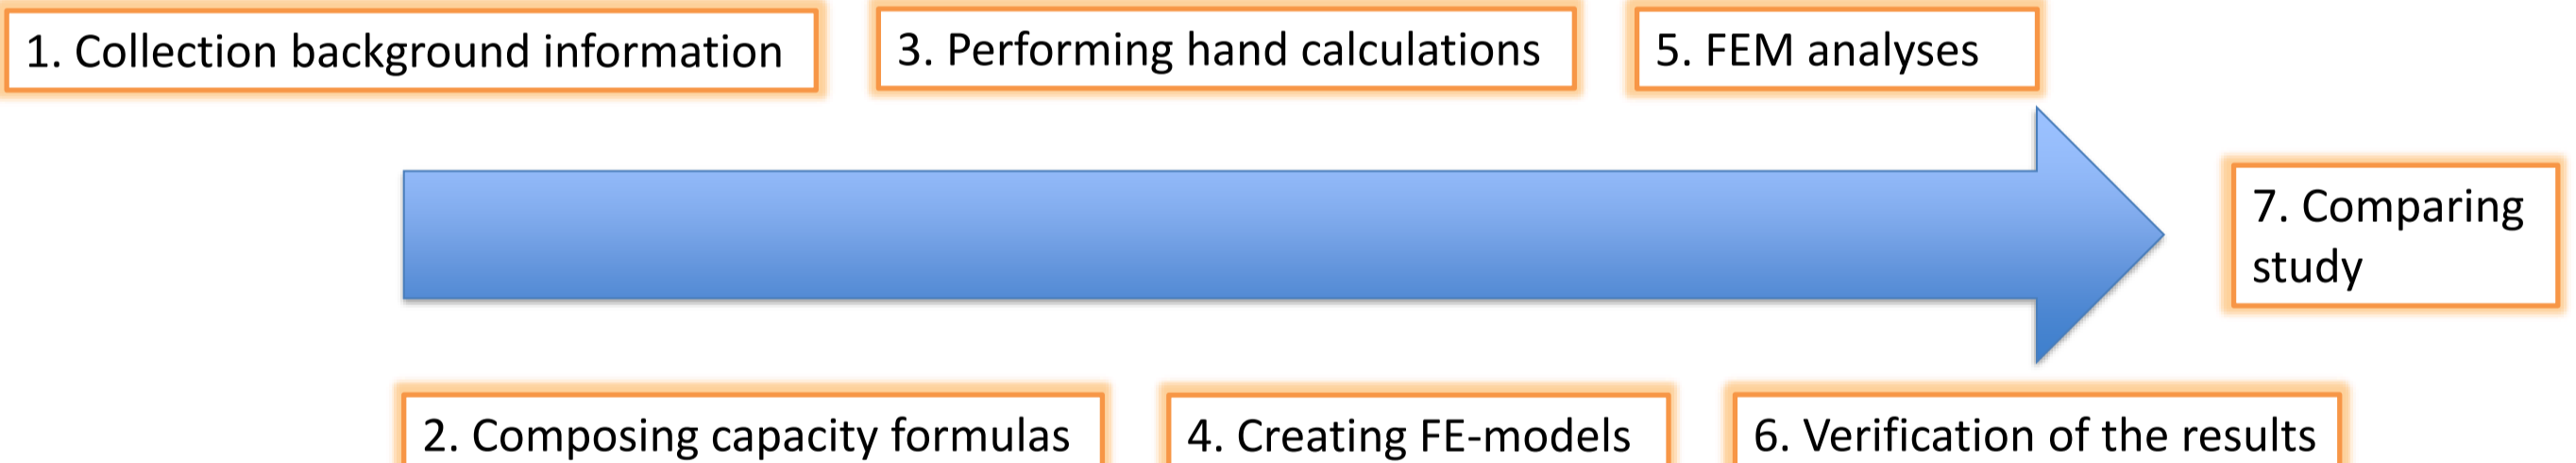 1. Collection background information
3. Performing hand calculations
5. FEM analyses
7. Comparing
study
2. Composing capacity formulas
4. Creating FE-models
6. Verification of the results